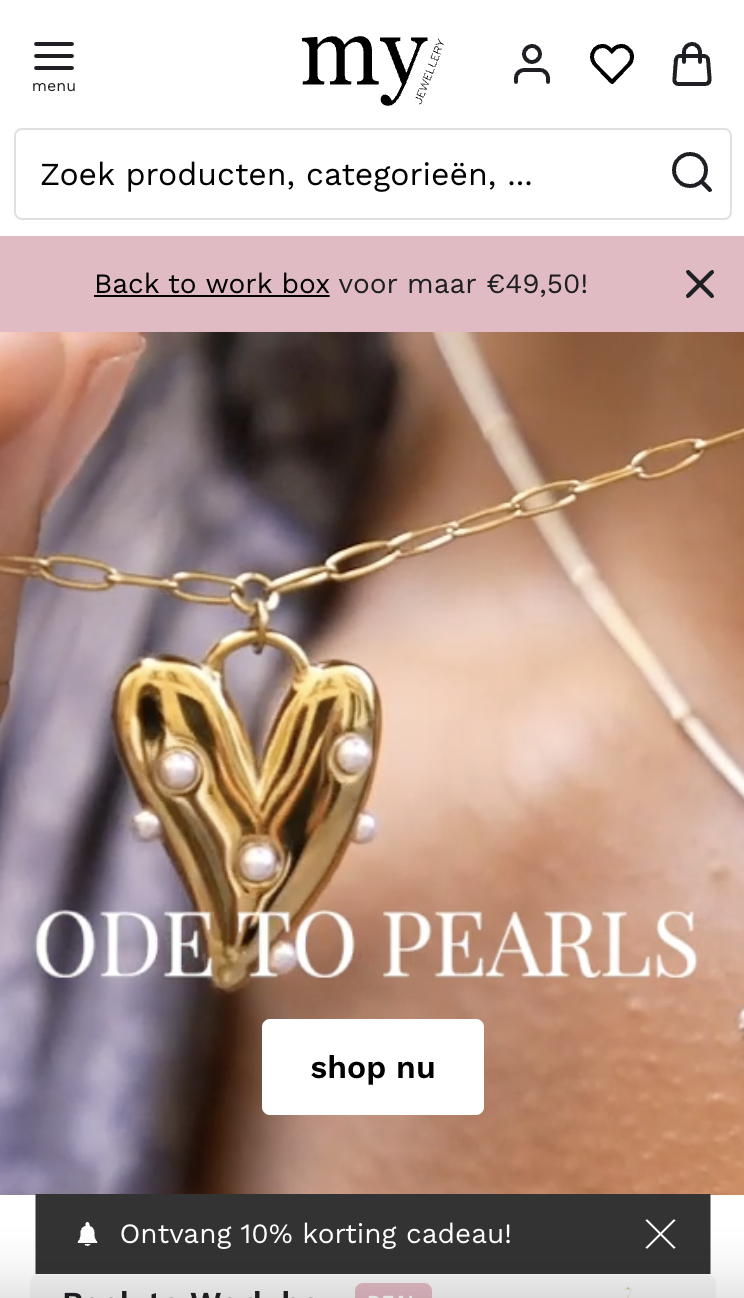 menu
my
JEWELLERY
Zoek producten, categorieën, ...
Back to work box voor maar €49,50!
ODE TO PEARLS
shop nu
Ontvang 10% korting cadeau!